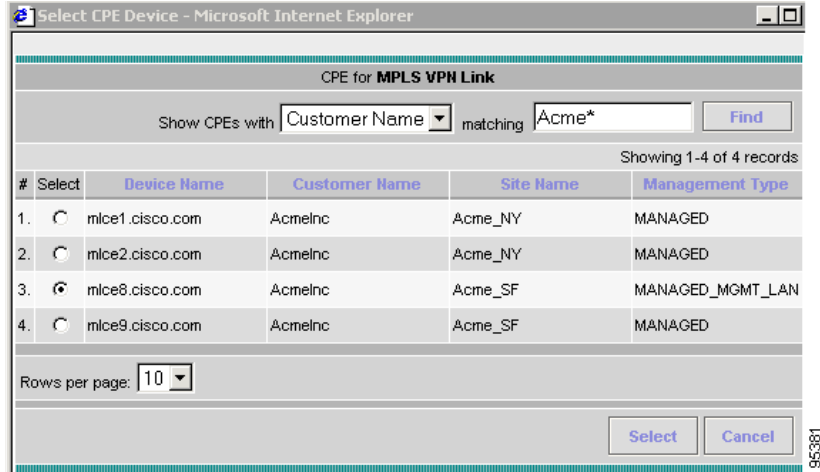 Select CPE Device - Microsoft Internet Explorer
CPE for MPLS VPN Link
Show CPEs with Customer Name matching Acme* Find
Showing 1-4 of 4 records
# Select Device Name Customer Name Site Name Management Type
1. mlce1.cisco.com AcmeInc Acme_NY MANAGED
2. mlce2.cisco.com AcmeInc Acme_NY MANAGED
3. mlce8.cisco.com AcmeInc Acme_SF MANAGED_MGMT_LAN
4. mlce9.cisco.com AcmeInc Acme_SF MANAGED
Rows per page: 10
Select Cancel
95381